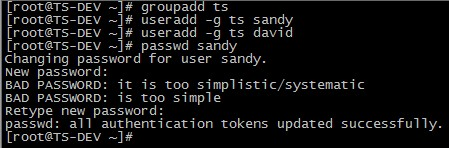 [root@TS-DEV ~]# groupadd ts
[root@TS-DEV ~]# useradd -g ts sandy
[root@TS-DEV ~]# useradd -g ts david
[root@TS-DEV ~]# passwd sandy
Changing password for user sandy.
New password:
BAD PASSWORD: it is too simplistic/systematic
BAD PASSWORD: is too simple
Retype new password:
passwd: all authentication tokens updated successfully.
[root@TS-DEV ~]#